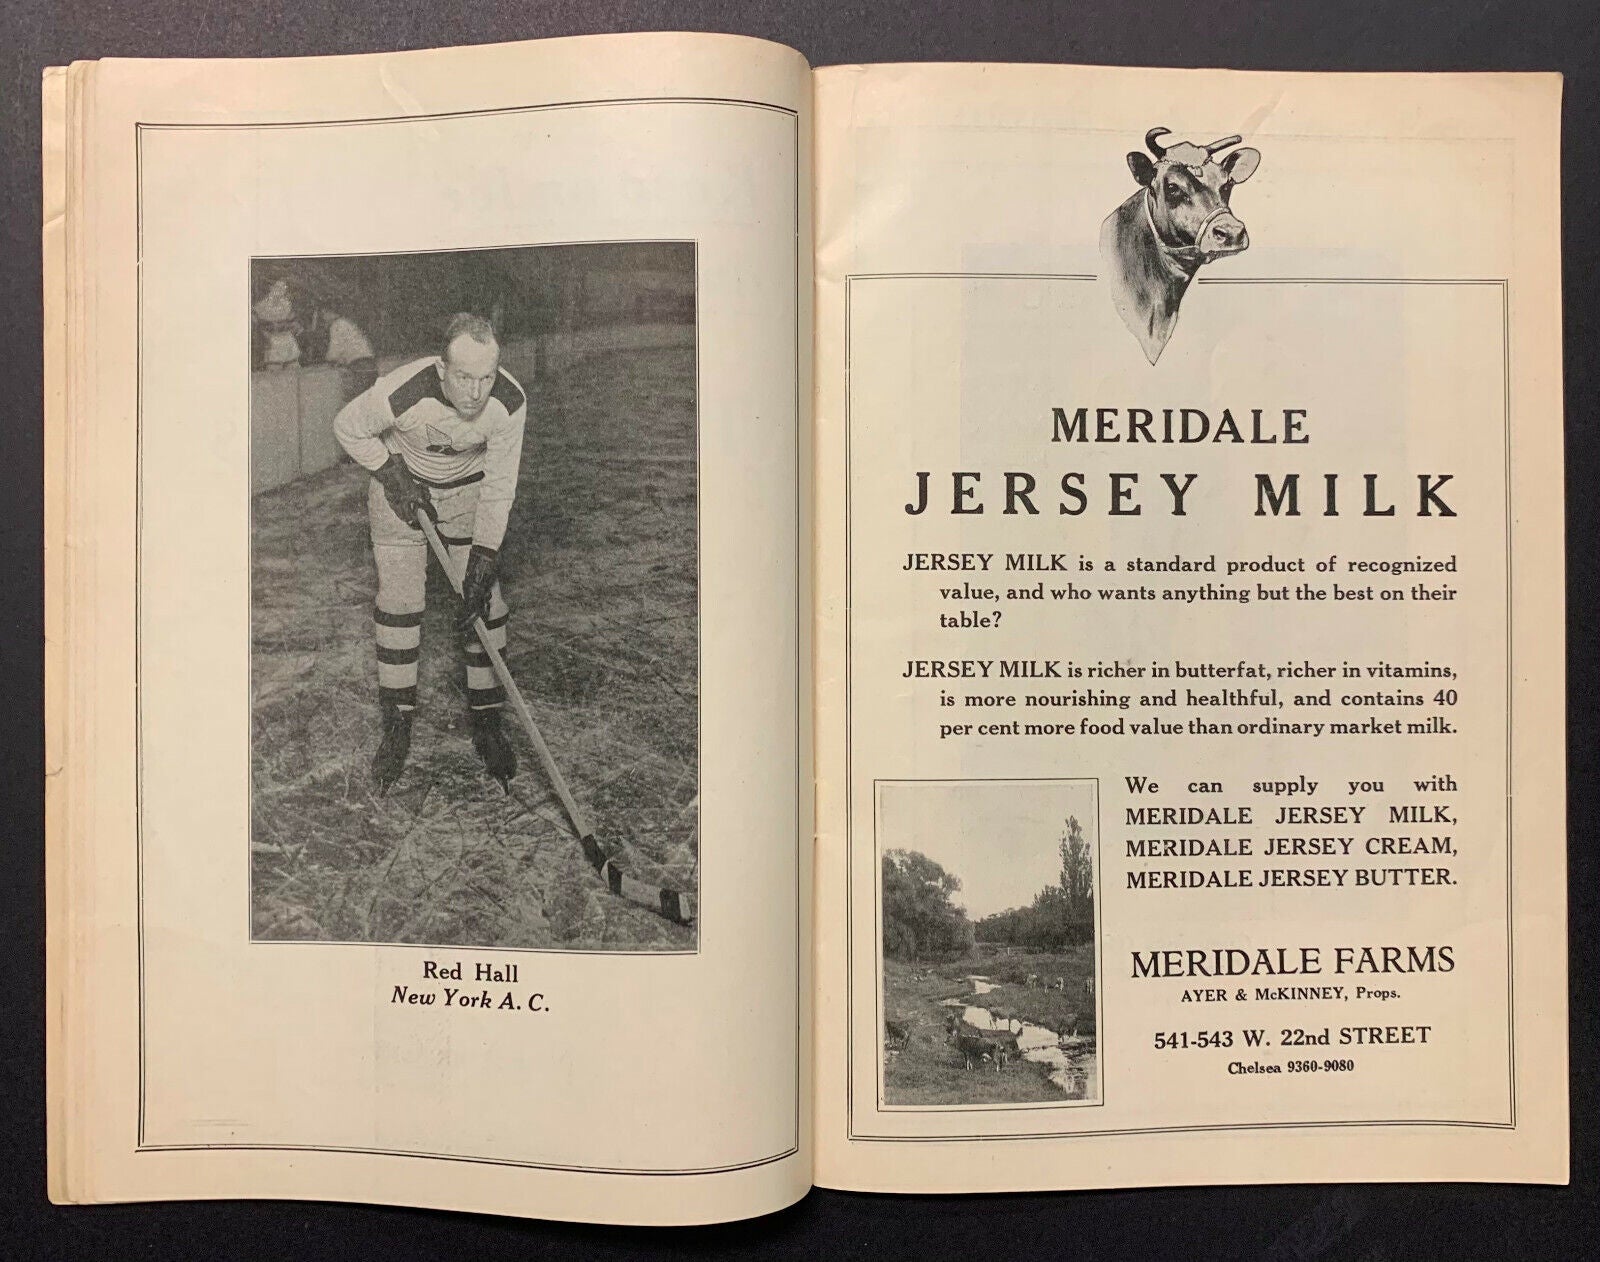 Red Hall
New York A. C.
MERIDALE
JERSEY MILK
JERSEY MILK is a standard product of recognized
value, and who wants anything but the best on their
table?
JERSEY MILK is richer in butterfat, richer in vitamins,
is more nourishing and healthful, and contains 40
per cent more food value than ordinary market milk.
We can supply you with
MERIDALE JERSEY MILK,
MERIDALE JERSEY CREAM,
MERIDALE JERSEY BUTTER.
MERIDALE FARMS
AYER & McKINNEY, Props.
541-543 W. 22nd STREET
Chelsea 9360-9080